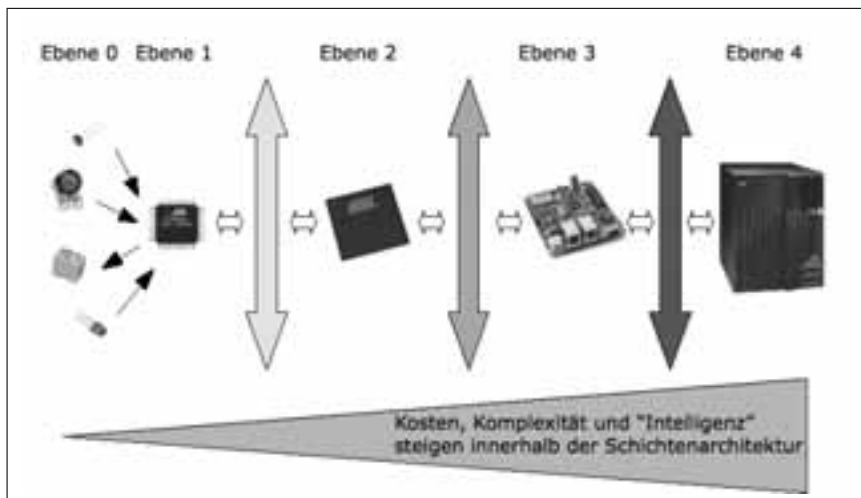 Ebene 0 Ebene 1 Ebene 2 Ebene 3 Ebene 4
Kosten, Komplexität und "Intelligenz"
steigen innerhalb der Schichtenarchitektur